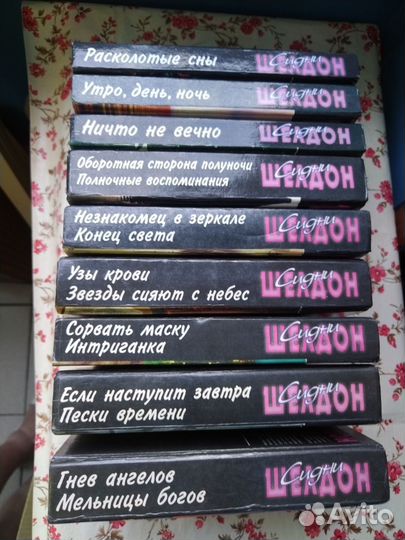 Расколотые сны
Сидни
ШЕЛДОН
Утро, день, ночь
Сидни
ШЕЛДОН
Ничто не вечно
Сидни
ШЕЛДОН
Оборотная сторона полуночи
Полночные воспоминания
Сидни
ШЕЛДОН
Незнакомец в зеркале
Конец света
Сидни
ШЕЛДОН
Узы крови
Звезды сияют с небес
Сидни
ШЕЛДОН
Сорвать маску
Интриганка
Сидни
ШЕЛДОН
Если наступит завтра
Пески времени
Сидни
ШЕЛДОН
Гнев ангелов
Мельницы богов
Сидни
ШЕЛДОН
Avito